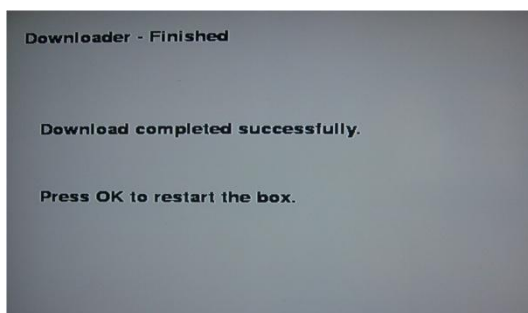 Downloader - Finished
Download completed successfully.
Press OK to restart the box.